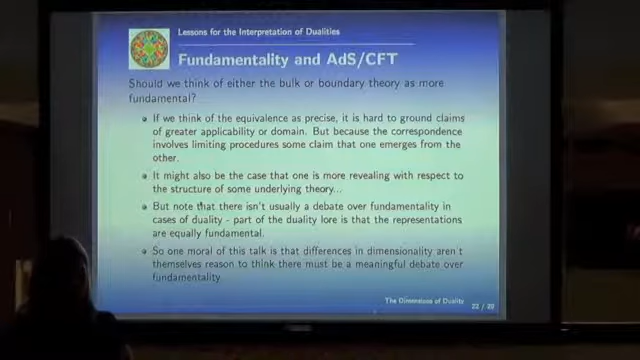 Lessons for the Interpretation of Dualities
Fundamentality and AdS/CFT
Should we think of either the bulk or boundary theory as more
fundamental?
If we think of the equivalence as precise, it is hard to ground claims
of greater applicability or domain. But because the correspondence
involves limiting procedures some claim that one emerges from the
other.
It might also be the case that one is more revealing with respect to
the structure of some underlying theory...
But note that there isn't usually a debate over fundamentality in
cases of duality - part of the duality lore is that the representations
are equally fundamental.
So one moral of this talk is that differences in dimensionality aren't
themselves reason to think there must be a meaningful debate over
fundamentality
The Dimensions of Duality
22 / 29